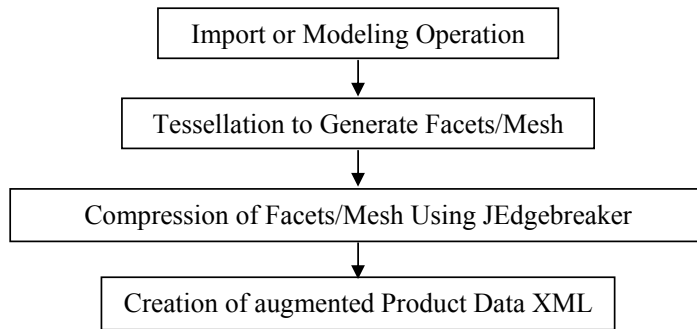 Import or Modeling Operation
Tessellation to Generate Facets/Mesh
Compression of Facets/Mesh Using JEdgebreaker
Creation of augmented Product Data XML